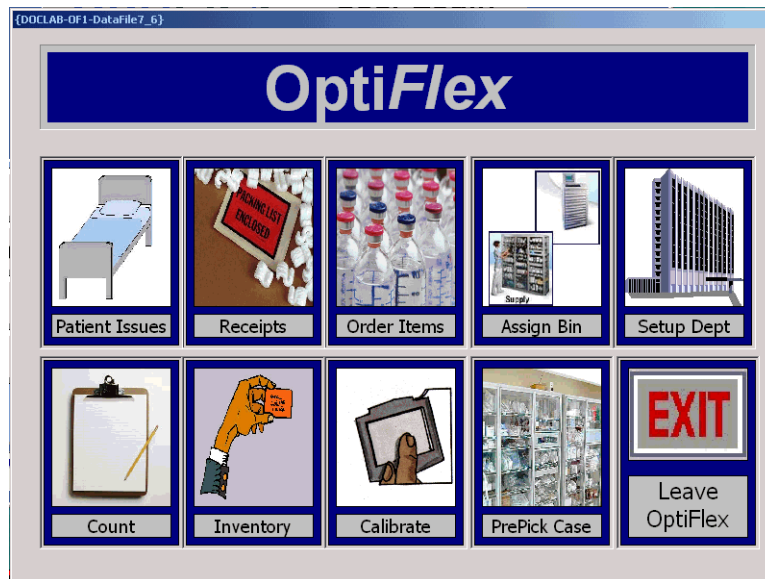 {DOCLAB-OF1-DataFile7_6}
OptiFlex
PACKING LIST
ENCLOSED
Supply
Patient Issues
Receipts
Order Items
Assign Bin
Setup Dept
EXIT
Count
Inventory
Calibrate
PrePick Case
Leave
OptiFlex